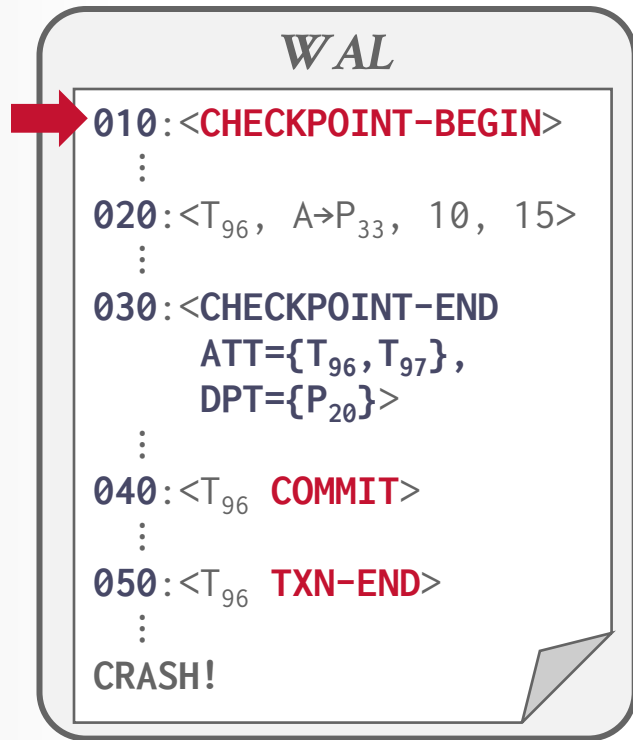 WAL
010:<CHECKPOINT-BEGIN>
⋮
020:<T₉₆, A→P₃₃, 10, 15>
⋮
030:<CHECKPOINT-END
ATT={T₉₆,T₉₇},
DPT={P₂₀}>
⋮
040:<T₉₆ COMMIT>
⋮
050:<T₉₆ TXN-END>
⋮
CRASH!